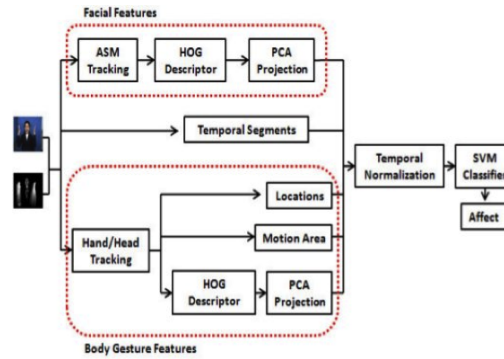 Facial Features
ASM
Tracking
HOG
Descriptor
PCA
Projection
Temporal Segments
Temporal
Normalization
SVM
Classifier
Affect
Hand/Head
Tracking
Locations
Motion Area
HOG
Descriptor
PCA
Projection
Body Gesture Features